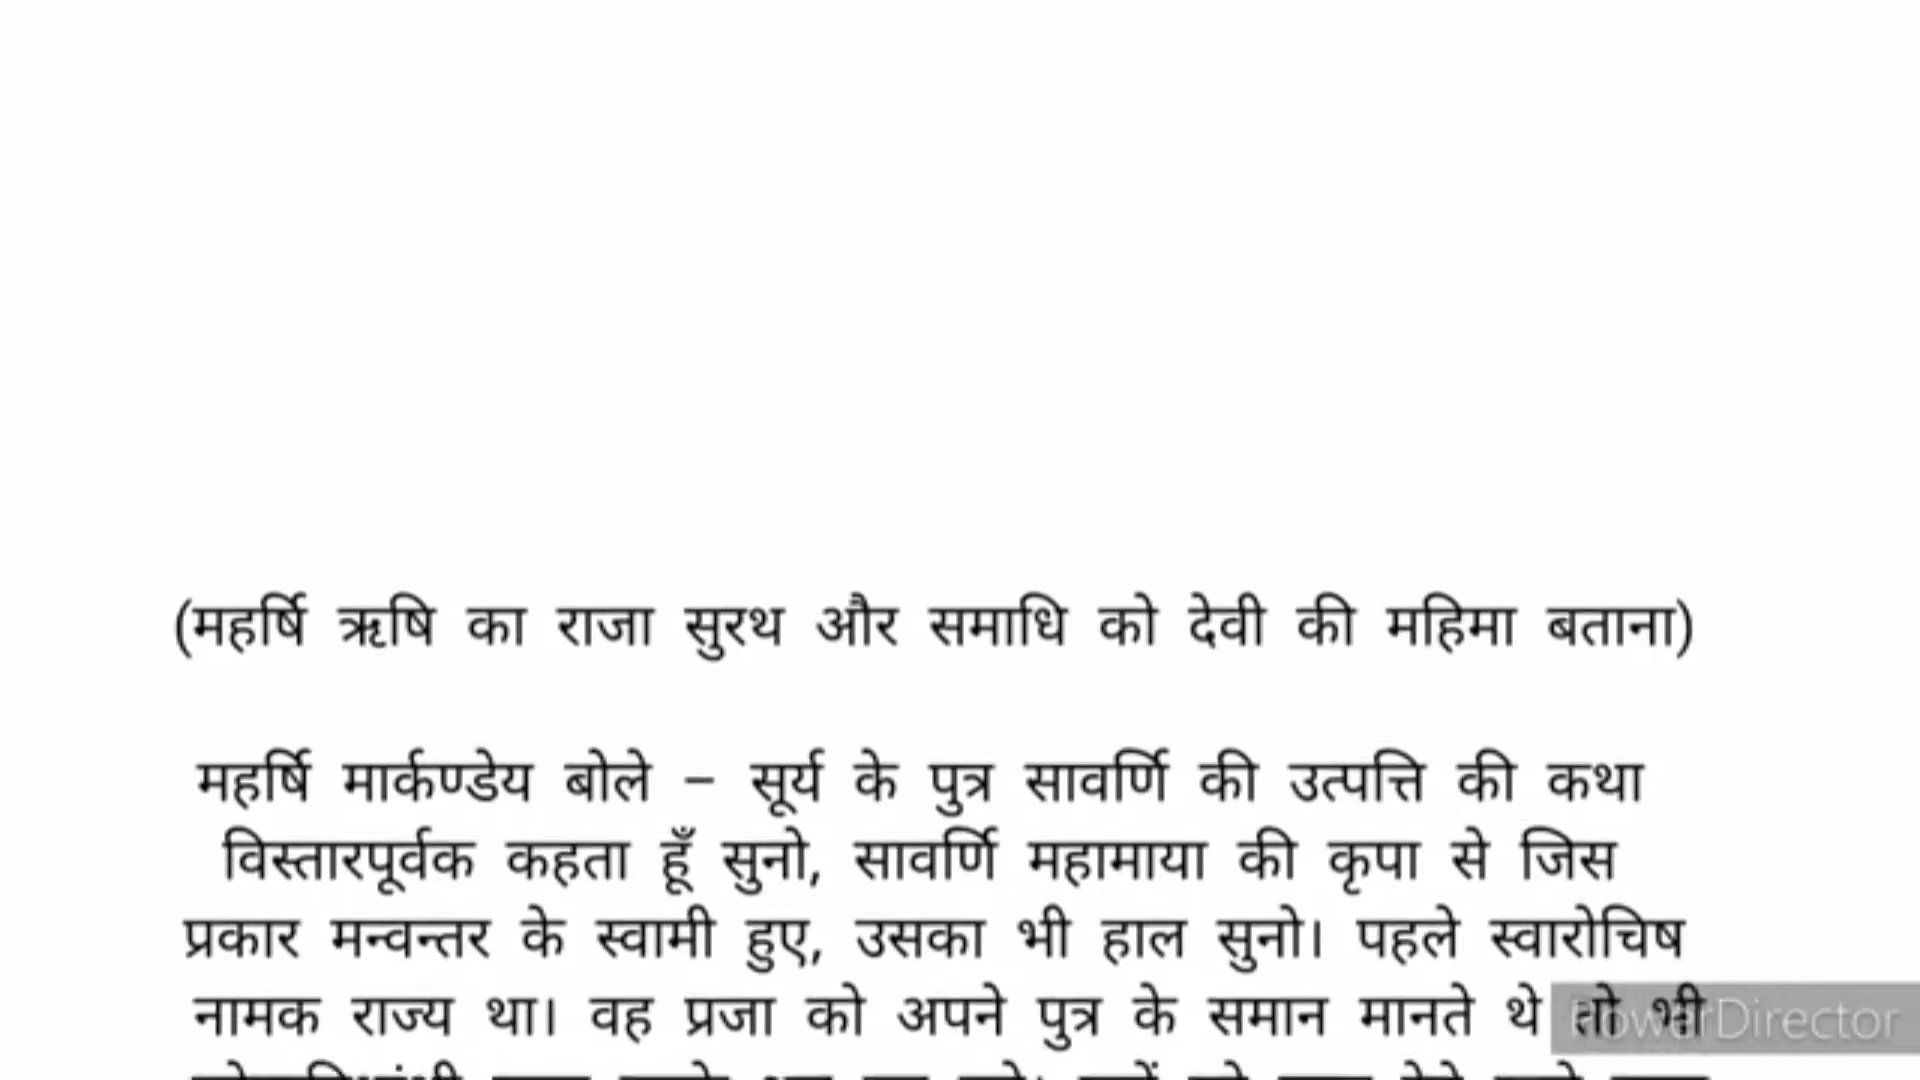 (महर्षि ऋषि का राजा सुरथ और समाधि को देवी की महिमा बताना)
महर्षि मार्कण्डेय बोले – सूर्य के पुत्र सावर्णि की उत्पत्ति की कथा
विस्तारपूर्वक कहता हूँ सुनो, सावर्णि महामाया की कृपा से जिस
प्रकार मन्वन्तर के स्वामी हुए, उसका भी हाल सुनो। पहले स्वारोचिष
नामक राज्य था। वह प्रजा को अपने पुत्र के समान मानते थे तो भी
PowerDirector